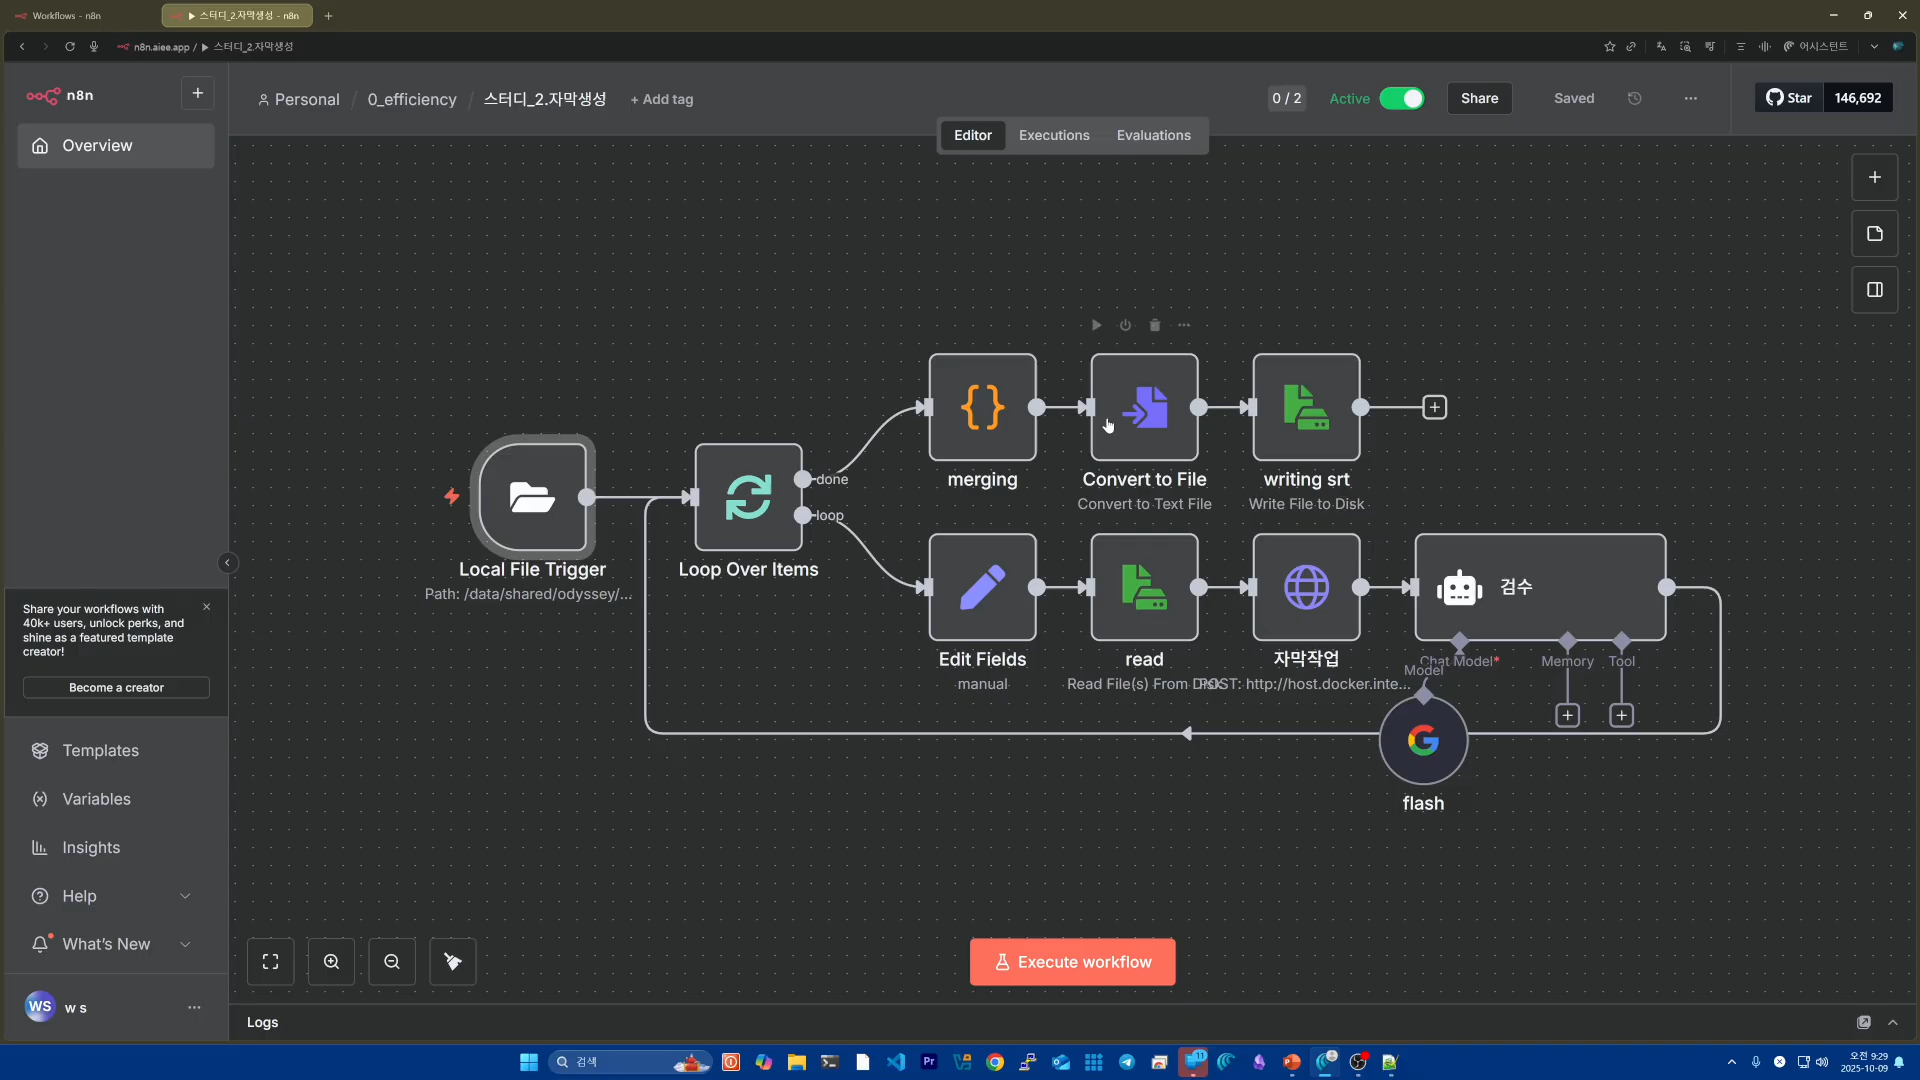 Workflows - n8n
▶ 스터디_2.자막생성 - n8n
n8n.aiee.app / ▶ 스터디_2.자막생성
어시스턴트
n8n
Personal / 0_efficiency / 스터디_2.자막생성 + Add tag
0 / 2
Active
Share
Saved
Star
146,692
Editor
Executions
Evaluations
Overview
done
loop
merging
Convert to File
Convert to Text File
writing srt
Write File to Disk
Local File Trigger
Path: /data/shared/odyssey/...
Loop Over Items
Edit Fields
manual
read
Read File(s) From Disk
자막작업
POST: http://host.docker.inte...
검수
Chat Model*
Memory
Tool
Model
flash
Share your workflows with
40k+ users, unlock perks, and
shine as a featured template
creator!
Become a creator
Templates
Variables
Insights
Help
What's New
WS
w s
Execute workflow
Logs
검색
Pr
11
오전 9:29
2025-10-09